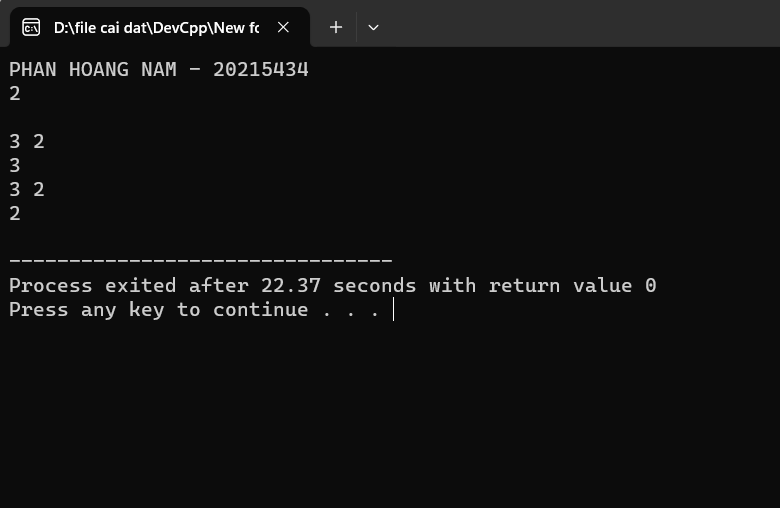 D:\file cai dat\DevCpp\New fo
PHAN HOANG NAM - 20215434
2
3 2
3
3 2
2
--------------------------------
Process exited after 22.37 seconds with return value 0
Press any key to continue . . .